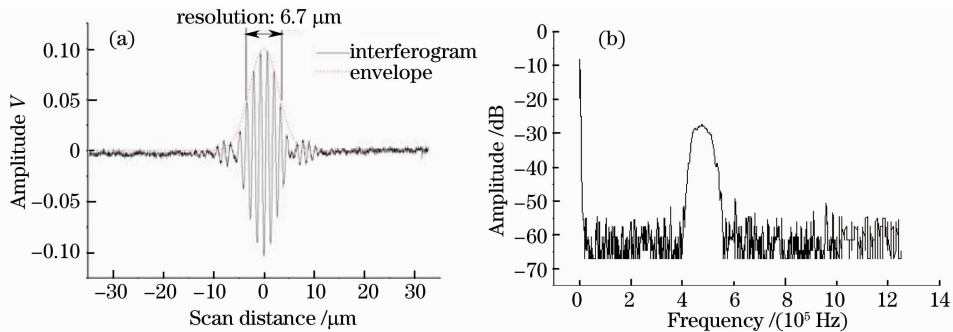 resolution: 6.7 μm
(a)
interferogram
envelope
0.10
0.05
0
−0.05
−0.10
Amplitude V
−30 −20 −10 0 10 20 30
Scan distance /μm
(b)
0
−10
−20
−30
−40
−50
−60
−70
Amplitude /dB
0 2 4 6 8 10 12 14
Frequency /(10⁵ Hz)